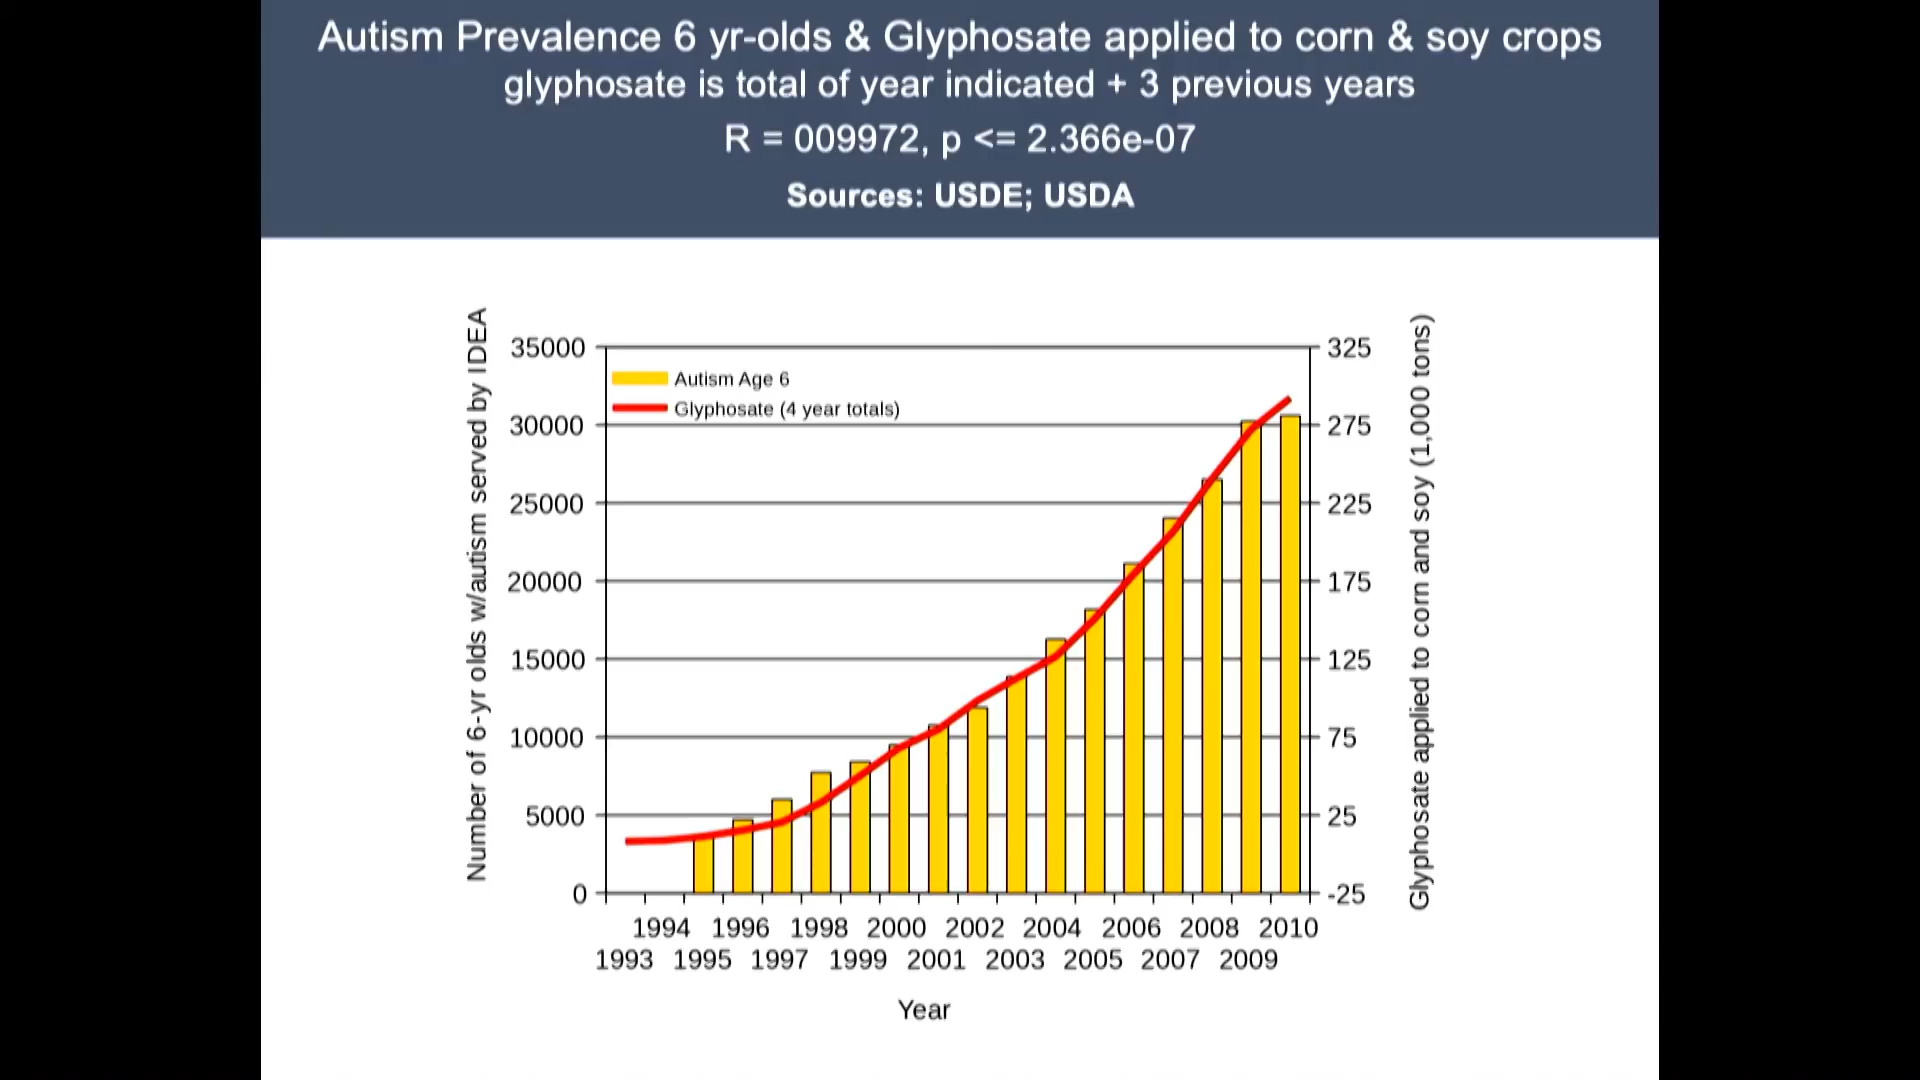 Autism Prevalence 6 yr-olds & Glyphosate applied to corn & soy crops
glyphosate is total of year indicated + 3 previous years
R = 009972, p <= 2.366e-07
Sources: USDE; USDA
Number of 6-yr olds w/autism served by IDEA
35000
30000
25000
20000
15000
10000
5000
0
Autism Age 6
Glyphosate (4 year totals)
325
275
225
175
125
75
25
-25
Glyphosate applied to corn and soy (1,000 tons)
1994 1996 1998 2000 2002 2004 2006 2008 2010
1993 1995 1997 1999 2001 2003 2005 2007 2009
Year